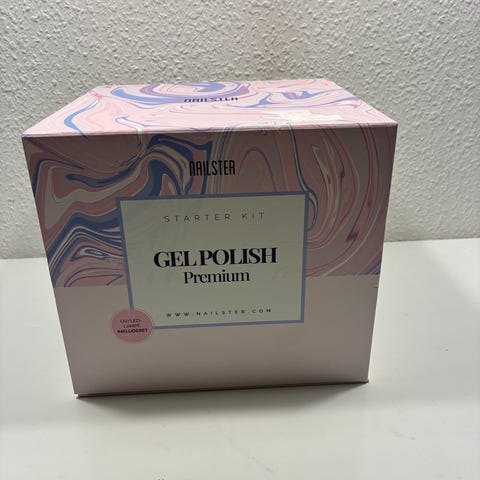 NAILSTER
NAILSTER
STARTER KIT
GEL POLISH
Premium
WWW.NAILSTER.COM
UV/LED-
LAMPE
INKLUDERET